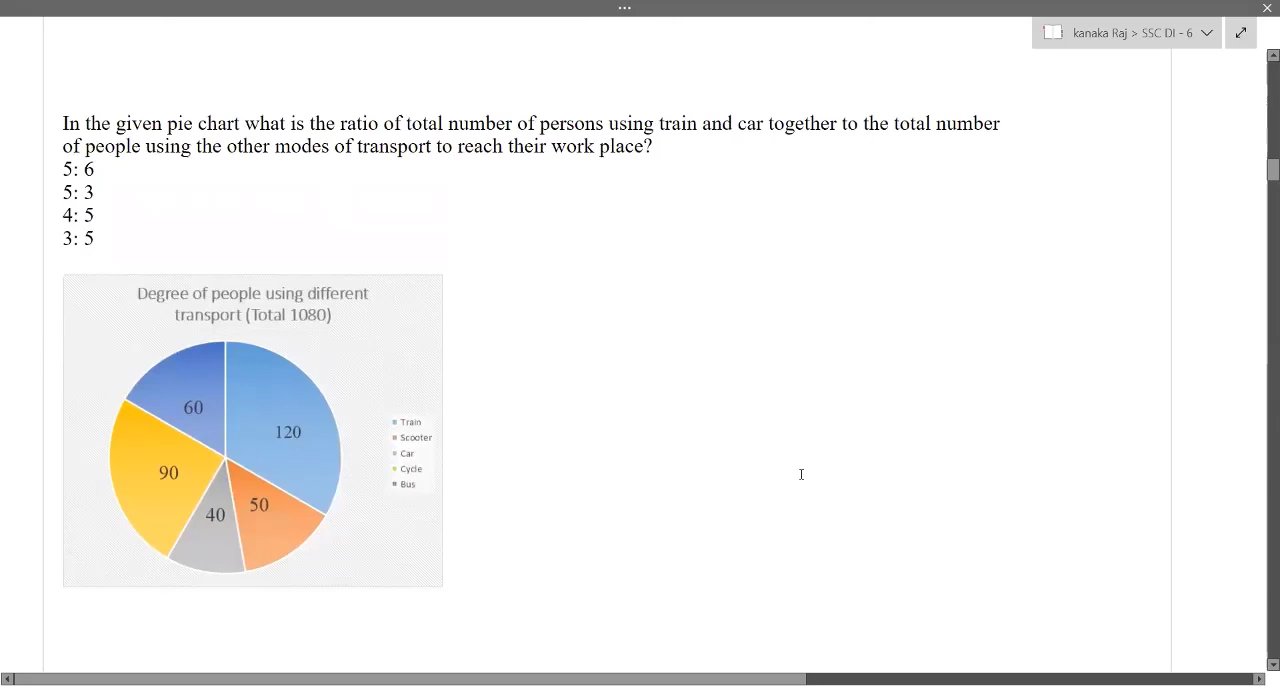 kanaka Raj > SSC DI - 6
In the given pie chart what is the ratio of total number of persons using train and car together to the total number
of people using the other modes of transport to reach their work place?
5: 6
5: 3
4: 5
3: 5
Degree of people using different
transport (Total 1080)
60
120
90
50
40
Train
Scooter
Car
Cycle
Bus